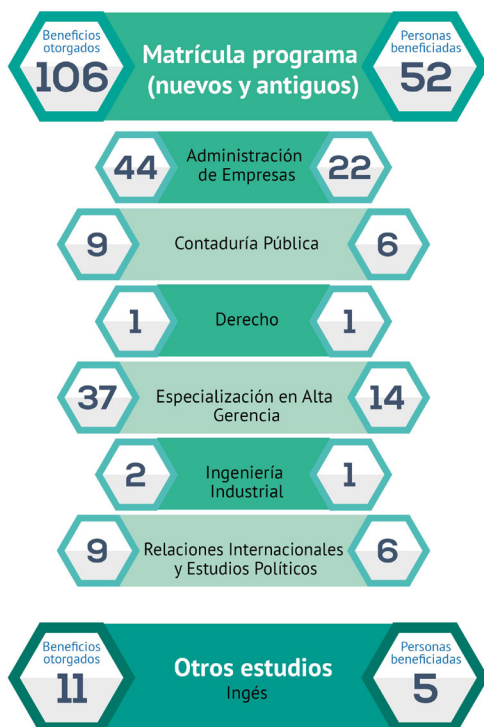 Beneficios
otorgados
106
Matrícula programa
(nuevos y antiguos)
Personas
beneficiadas
52
44
Administración
de Empresas
22
9
Contaduría Pública
6
1
Derecho
1
37
Especialización en Alta
Gerencia
14
2
Ingeniería
Industrial
1
9
Relaciones Internacionales
y Estudios Políticos
6
Beneficios
otorgados
11
Otros estudios
Ingés
Personas
beneficiadas
5